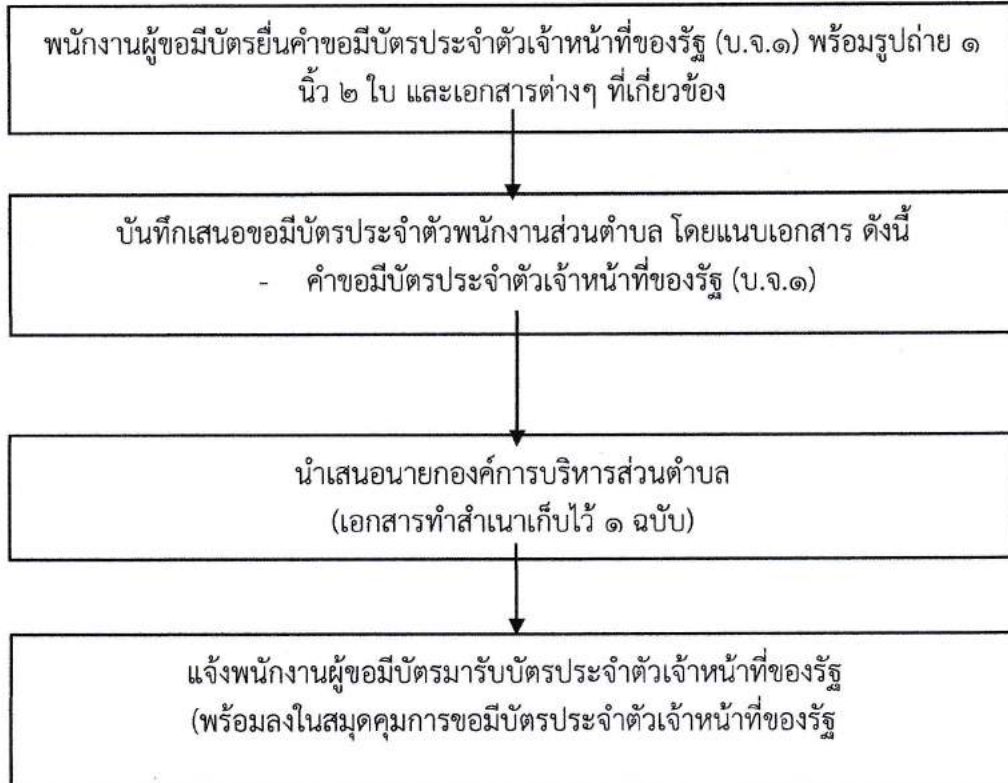 พนักงานผู้ขอมีบัตรยื่นคำขอมีบัตรประจำตัวเจ้าหน้าที่ของรัฐ (บ.จ.๑) พร้อมรูปถ่าย ๑
นิ้ว ๒ ใบ และเอกสารต่างๆ ที่เกี่ยวข้อง
บันทึกเสนอขอมีบัตรประจำตัวพนักงานส่วนตำบล โดยแนบเอกสาร ดังนี้
- คำขอมีบัตรประจำตัวเจ้าหน้าที่ของรัฐ (บ.จ.๑)
นำเสนอนายกองค์การบริหารส่วนตำบล
(เอกสารทำสำเนาเก็บไว้ ๑ ฉบับ)
แจ้งพนักงานผู้ขอมีบัตรมารับบัตรประจำตัวเจ้าหน้าที่ของรัฐ
(พร้อมลงในสมุดคุมการขอมีบัตรประจำตัวเจ้าหน้าที่ของรัฐ